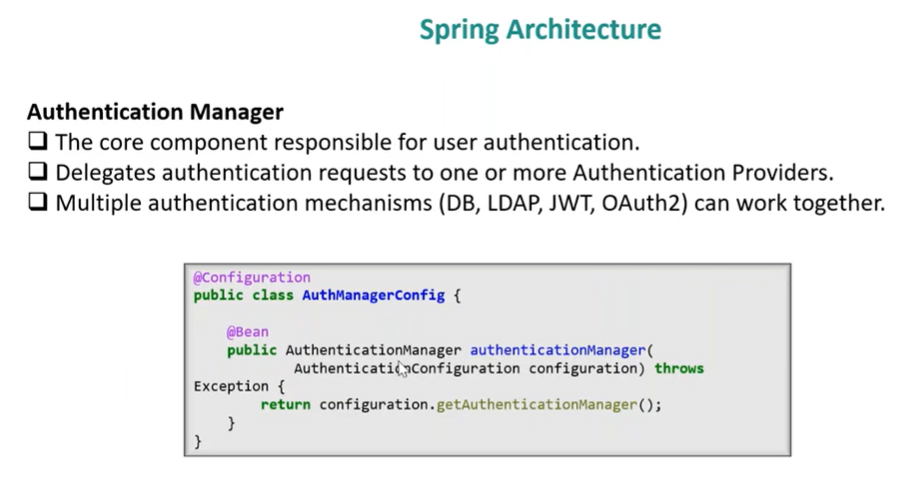 Spring Architecture
Authentication Manager
❑ The core component responsible for user authentication.
❑ Delegates authentication requests to one or more Authentication Providers.
❑ Multiple authentication mechanisms (DB, LDAP, JWT, OAuth2) can work together.
@Configuration
public class AuthManagerConfig {
@Bean
public AuthenticationManager authenticationManager(
AuthenticationConfiguration configuration) throws
Exception {
return configuration.getAuthenticationManager();
}
}